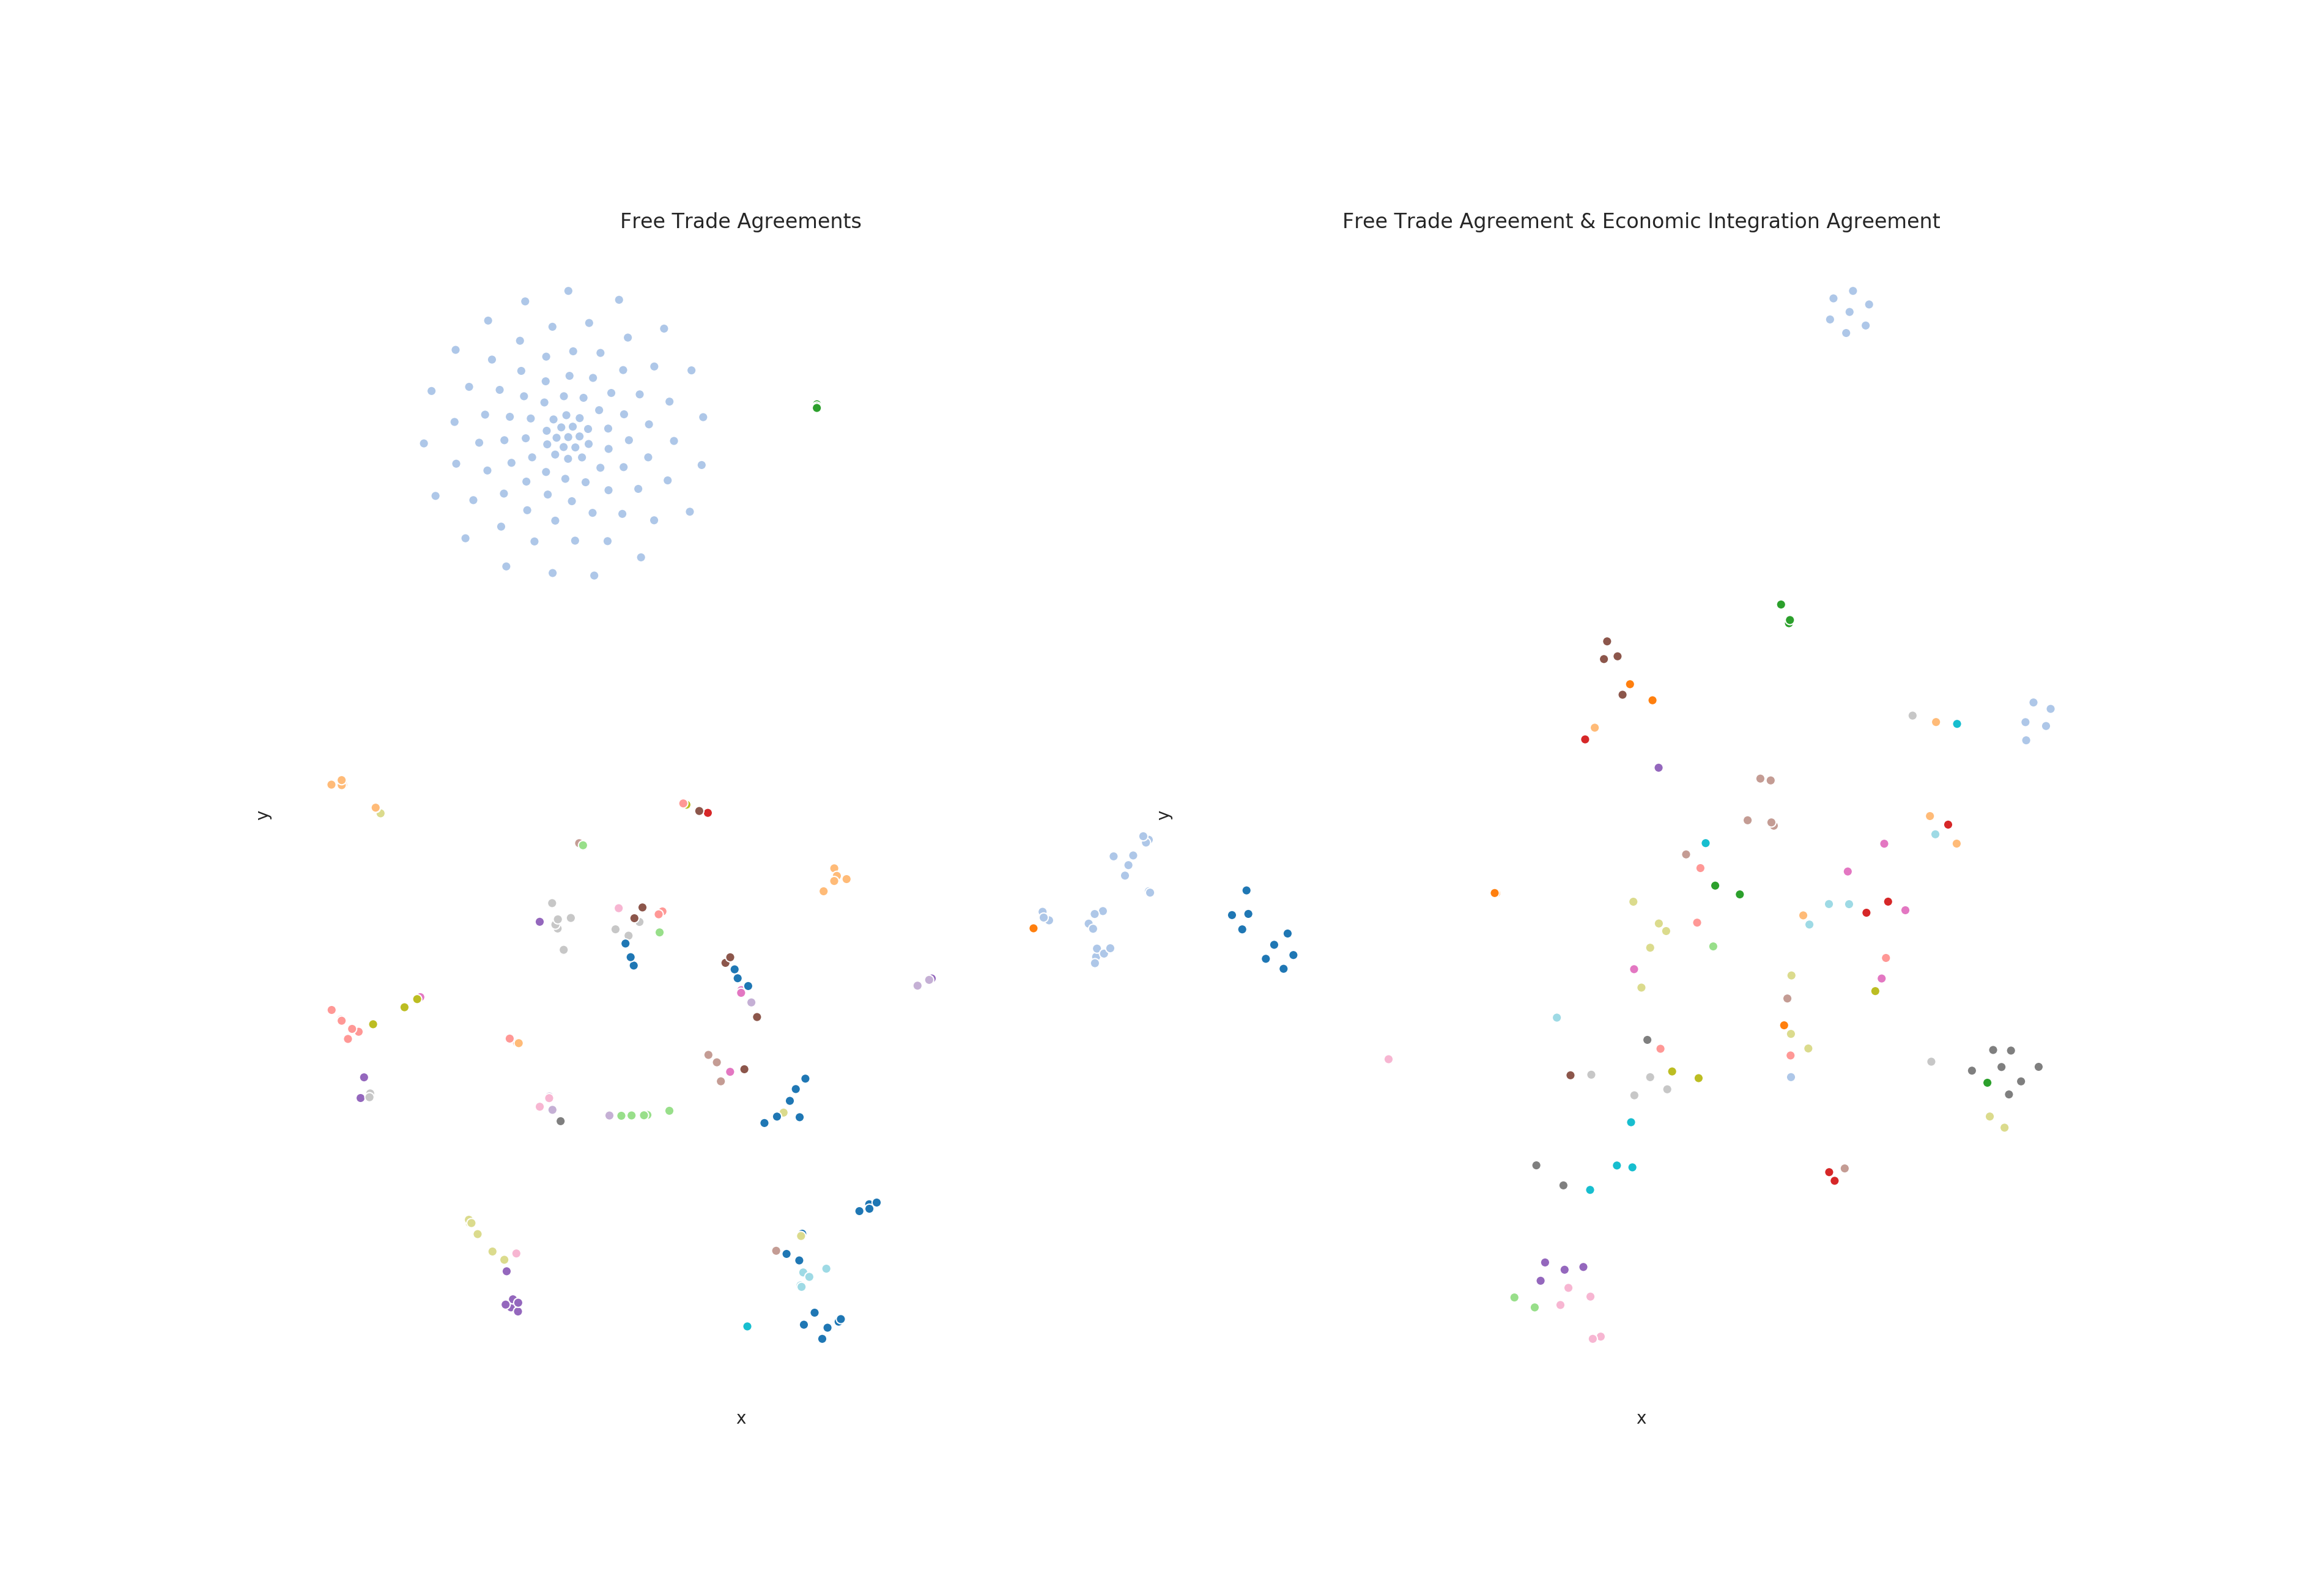 Free Trade Agreements
Free Trade Agreement & Economic Integration Agreement
y
y
x
x